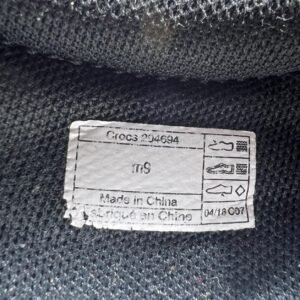 Crocs 204694
m9
Made in China
Fabriqué en Chine
04/18 C07